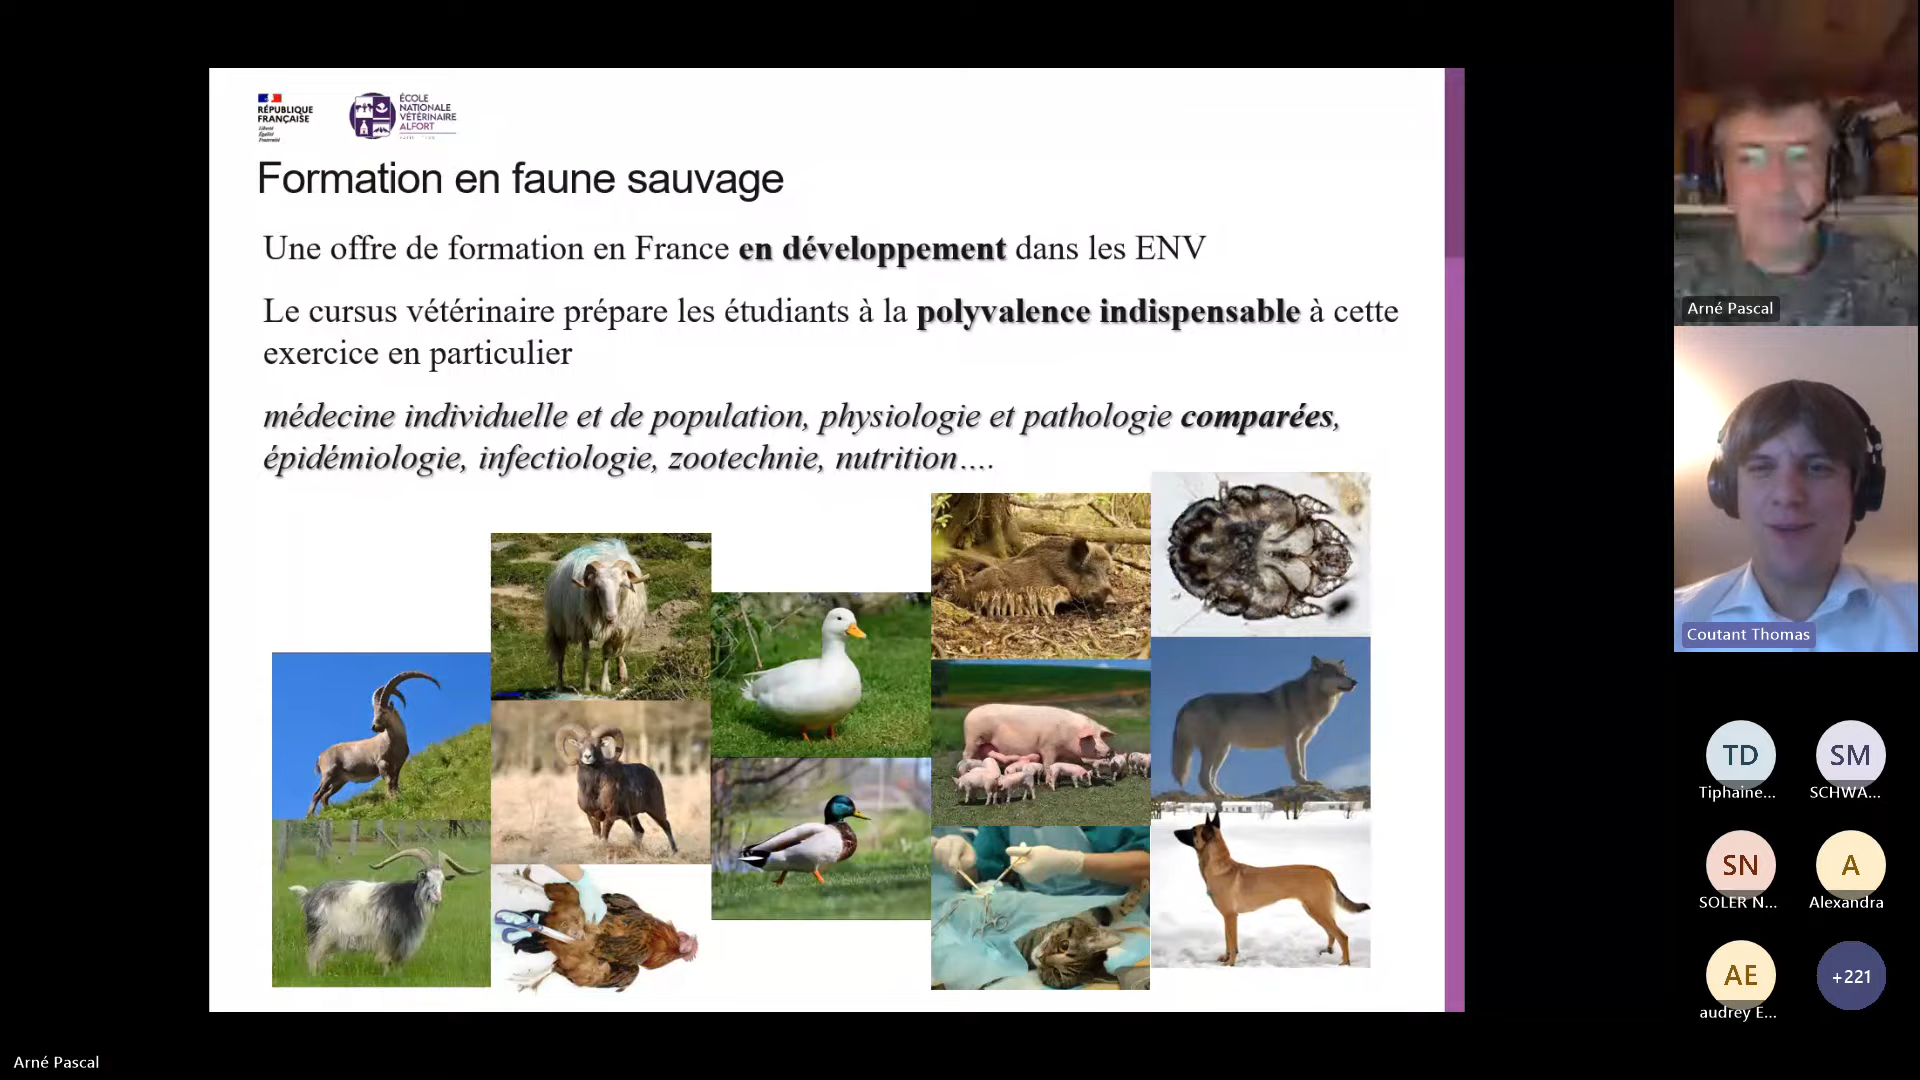 RÉPUBLIQUE
FRANÇAISE
Liberté
Égalité
Fraternité
ÉCOLE
NATIONALE
VÉTÉRINAIRE
ALFORT
Formation en faune sauvage
Une offre de formation en France en développement dans les ENV
Le cursus vétérinaire prépare les étudiants à la polyvalence indispensable à cette
exercice en particulier
médecine individuelle et de population, physiologie et pathologie comparées,
épidémiologie, infectiologie, zootechnie, nutrition….
Arné Pascal
Coutant Thomas
TD
SM
Tiphaine...
SCHWA...
SN
A
SOLER N...
Alexandra
AE
+221
audrey E...
Arné Pascal